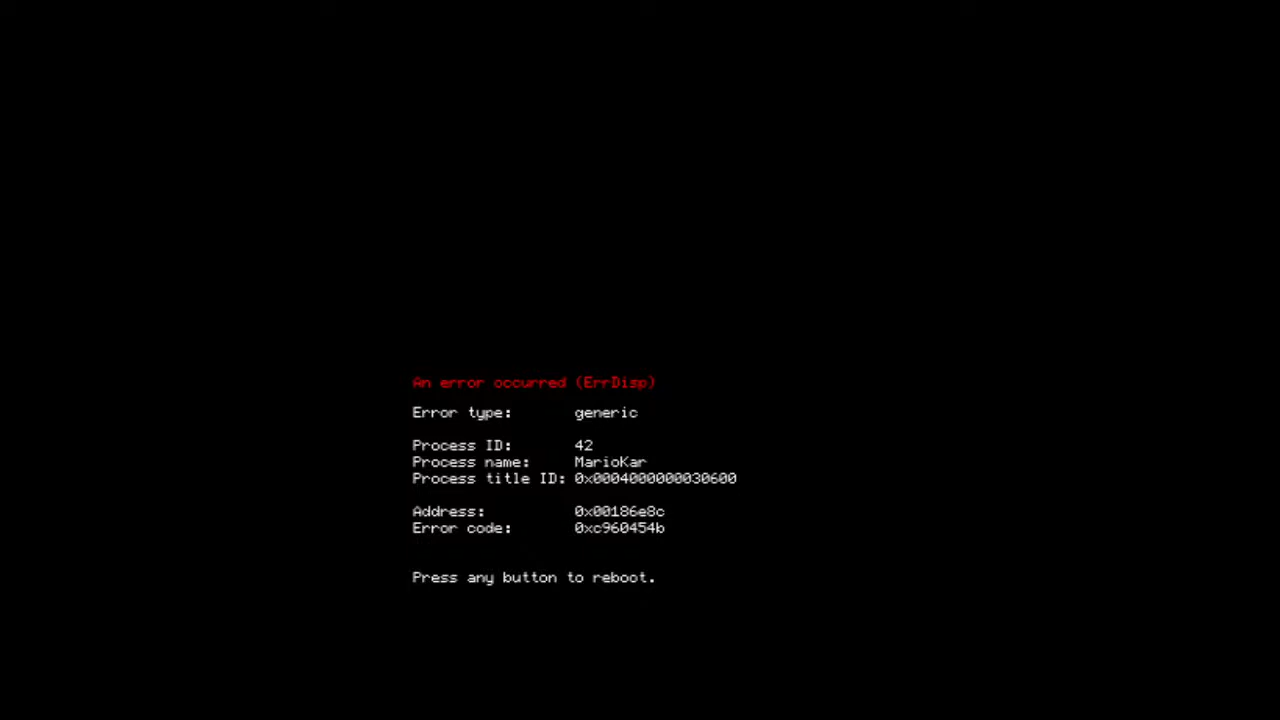 An error occurred (ErrDisp)
Error type: generic
Process ID: 42
Process name: MarioKar
Process title ID: 0x0004000000030600
Address: 0x00186e8c
Error code: 0xc960454b
Press any button to reboot.